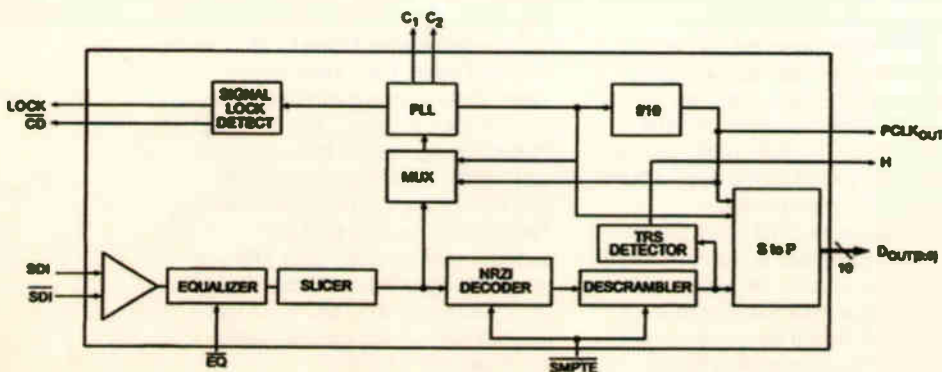 C1 C2
SIGNAL
LOCK
DETECT
LOCK
CD
PLL
910
PCLKOUT
MUX
H
TRS
DETECTOR
S to P
SDI
SDI
EQUALIZER
SLICER
NRZI
DECODER
DESCRAMBLER
DOUT(9:0)
10
EQ
SMPTE